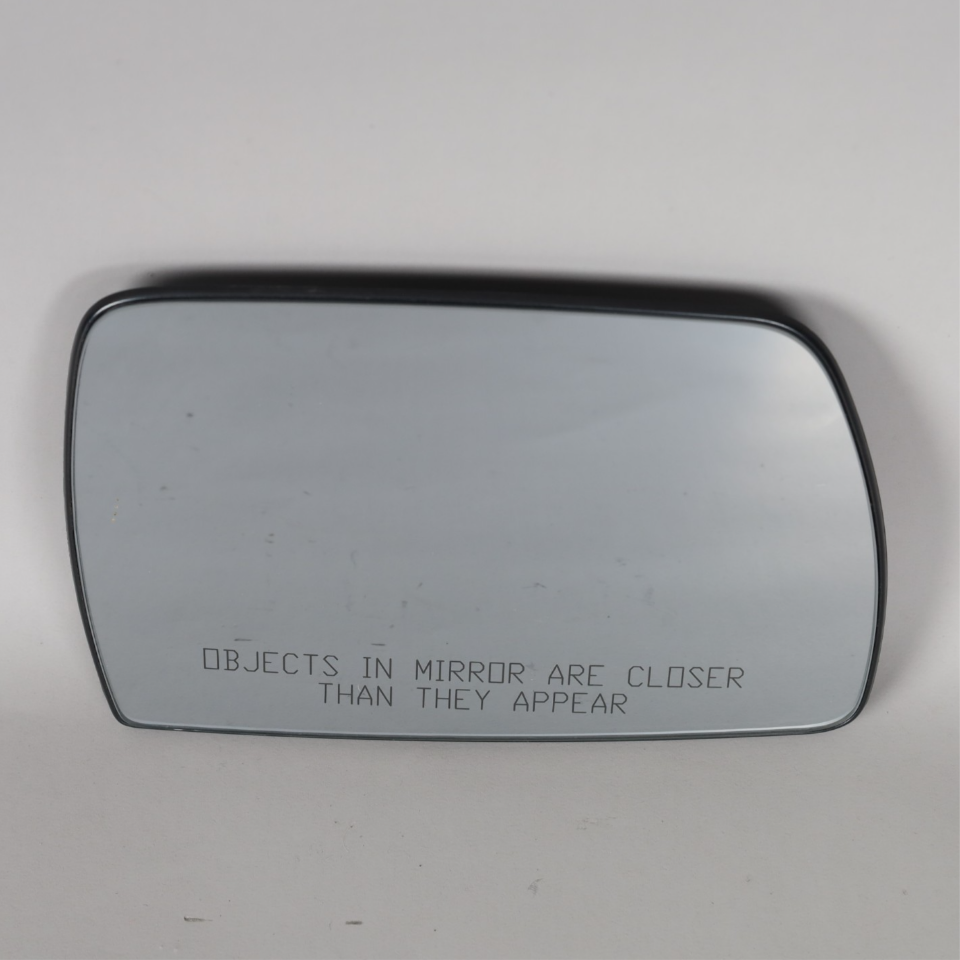 OBJECTS IN MIRROR ARE CLOSER
THAN THEY APPEAR